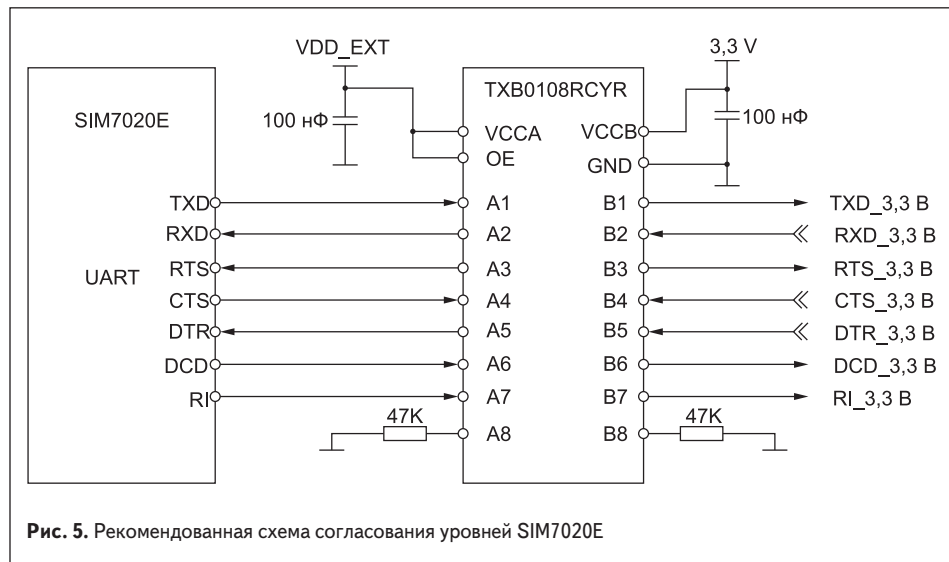 VDD_EXT
3,3 V
SIM7020E
TXB0108RCYR
100 нФ
VCCA
VCCB
100 нФ
OE
GND
TXD
A1
B1
TXD_3,3 В
RXD
A2
B2
RXD_3,3 В
RTS
A3
B3
RTS_3,3 В
UART
CTS
A4
B4
CTS_3,3 В
DTR
A5
B5
DTR_3,3 В
DCD
A6
B6
DCD_3,3 В
RI
A7
B7
RI_3,3 В
47K
A8
B8
47K
Рис. 5. Рекомендованная схема согласования уровней SIM7020E